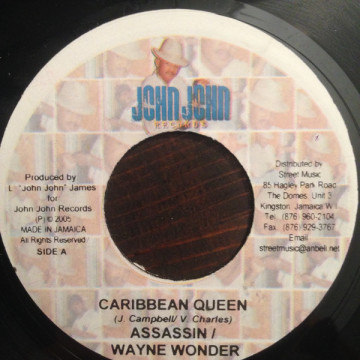 JOHN JOHN
RECORDS
Produced by
L "John John" James
for
John John Records
(P) © 2005
MADE IN JAMAICA
All Rights Reserved
SIDE A
Distributed by
Street Music
85 Hagley Park Road
The Domes, Unit 3
Kingston, Jamaica W.
Tel. (876) 960-2104
Fax. (876) 929-3767
Email
streetmusic@anbell.net
CARIBBEAN QUEEN
(J. Campbell/ V. Charles)
ASSASSIN /
WAYNE WONDER